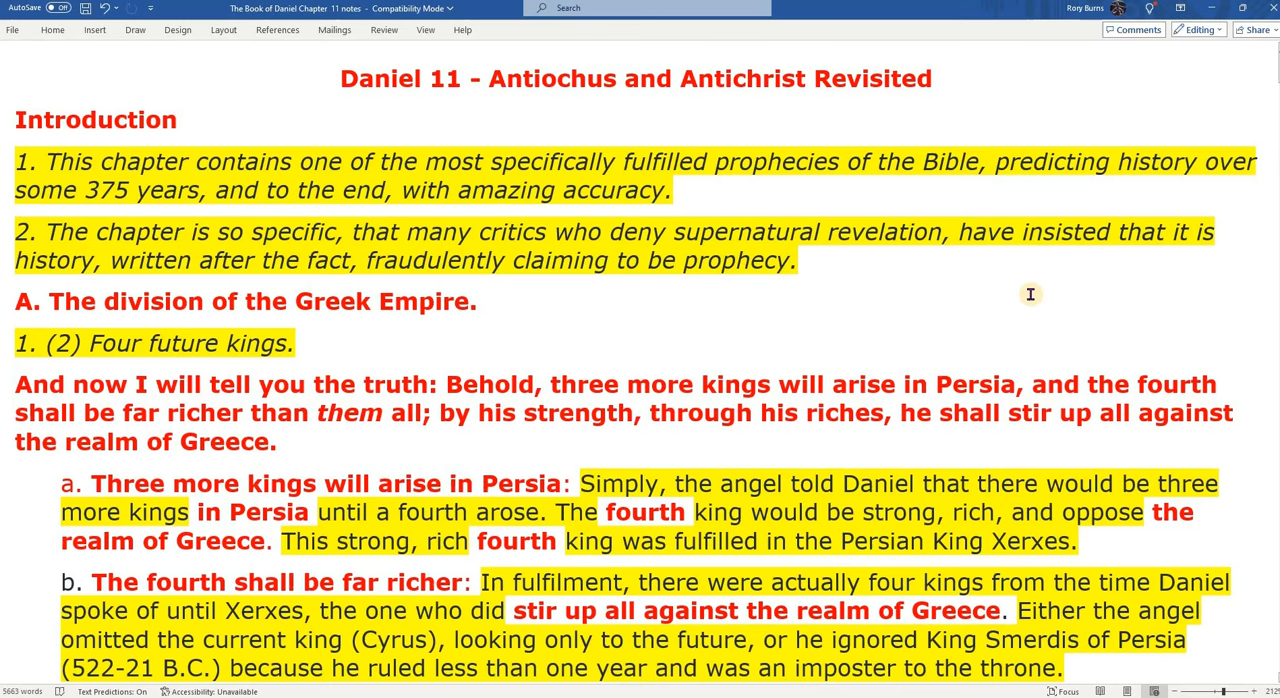 AutoSave Off The Book of Daniel Chapter 11 notes - Compatibility Mode Search Rory Burns
File Home Insert Draw Design Layout References Mailings Review View Help Comments Editing Share
Daniel 11 - Antiochus and Antichrist Revisited
Introduction
1. This chapter contains one of the most specifically fulfilled prophecies of the Bible, predicting history over
some 375 years, and to the end, with amazing accuracy.
2. The chapter is so specific, that many critics who deny supernatural revelation, have insisted that it is
history, written after the fact, fraudulently claiming to be prophecy.
A. The division of the Greek Empire.
1. (2) Four future kings.
And now I will tell you the truth: Behold, three more kings will arise in Persia, and the fourth
shall be far richer than them all; by his strength, through his riches, he shall stir up all against
the realm of Greece.
a. Three more kings will arise in Persia: Simply, the angel told Daniel that there would be three
more kings in Persia until a fourth arose. The fourth king would be strong, rich, and oppose the
realm of Greece. This strong, rich fourth king was fulfilled in the Persian King Xerxes.
b. The fourth shall be far richer: In fulfilment, there were actually four kings from the time Daniel
spoke of until Xerxes, the one who did stir up all against the realm of Greece. Either the angel
omitted the current king (Cyrus), looking only to the future, or he ignored King Smerdis of Persia
(522-21 B.C.) because he ruled less than one year and was an imposter to the throne.
5663 words Text Predictions: On Accessibility: Unavailable Focus